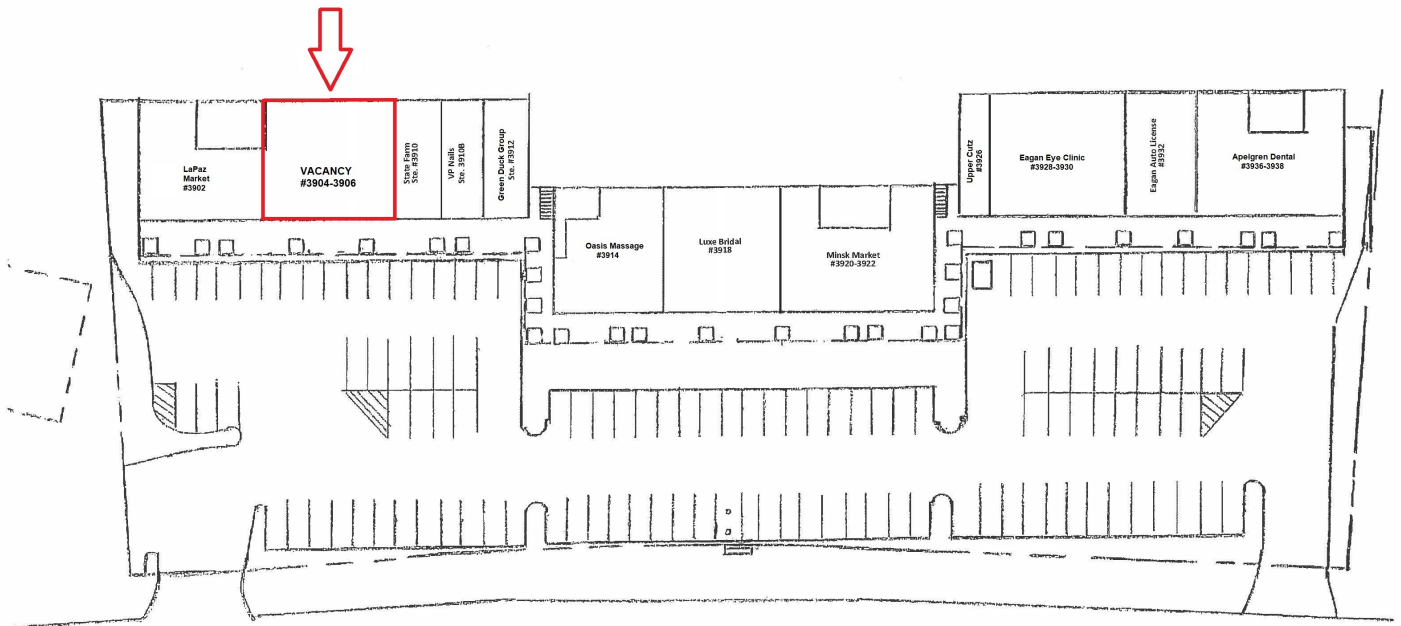 LaPaz
Market
#3902
VACANCY
#3904-3906
State Farm
Ste. #3910
VP Nails
Ste. 3910B
Green Duck Group
Ste. #3912
Oasis Massage
#3914
Luxe Bridal
#3918
Minsk Market
#3920-3922
Upper Cutz
#3926
Eagan Eye Clinic
#3928-3930
Eagan Auto License
#3932
Apelgren Dental
#3936-3938